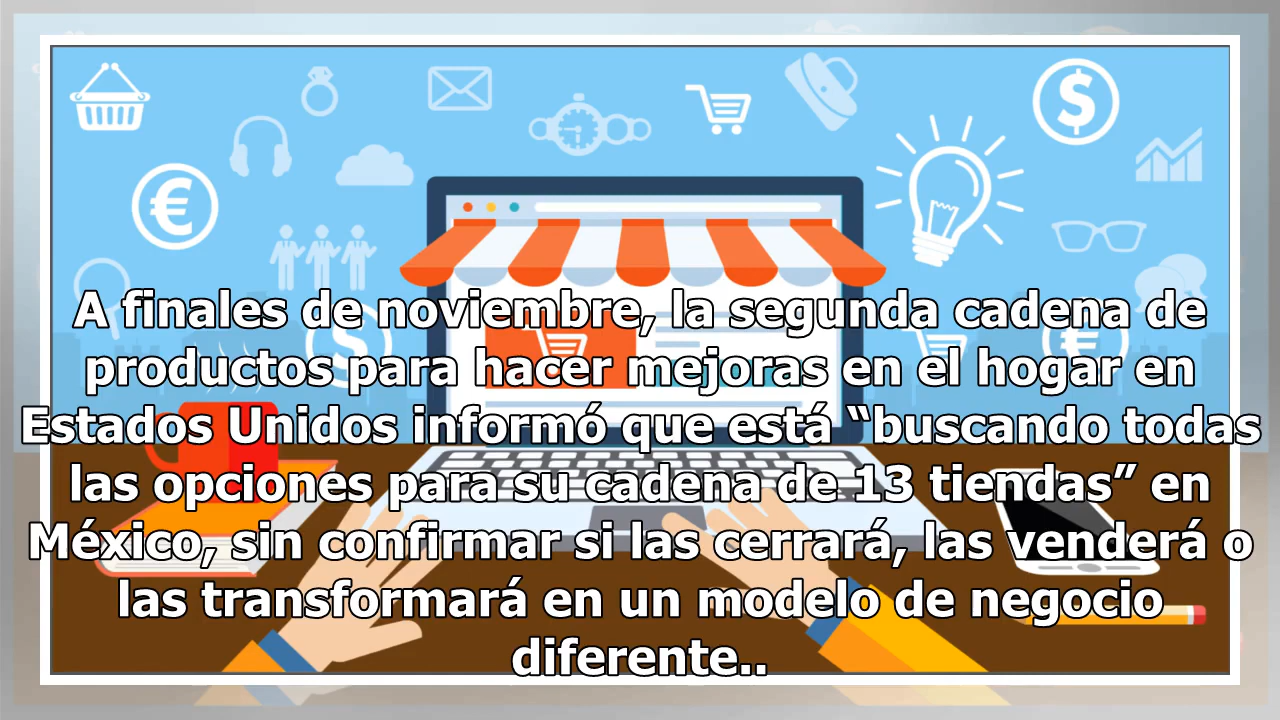 A finales de noviembre, la segunda cadena de
productos para hacer mejoras en el hogar en
Estados Unidos informó que está “buscando todas
las opciones para su cadena de 13 tiendas” en
México, sin confirmar si las cerrará, las venderá o
las transformará en un modelo de negocio
diferente..